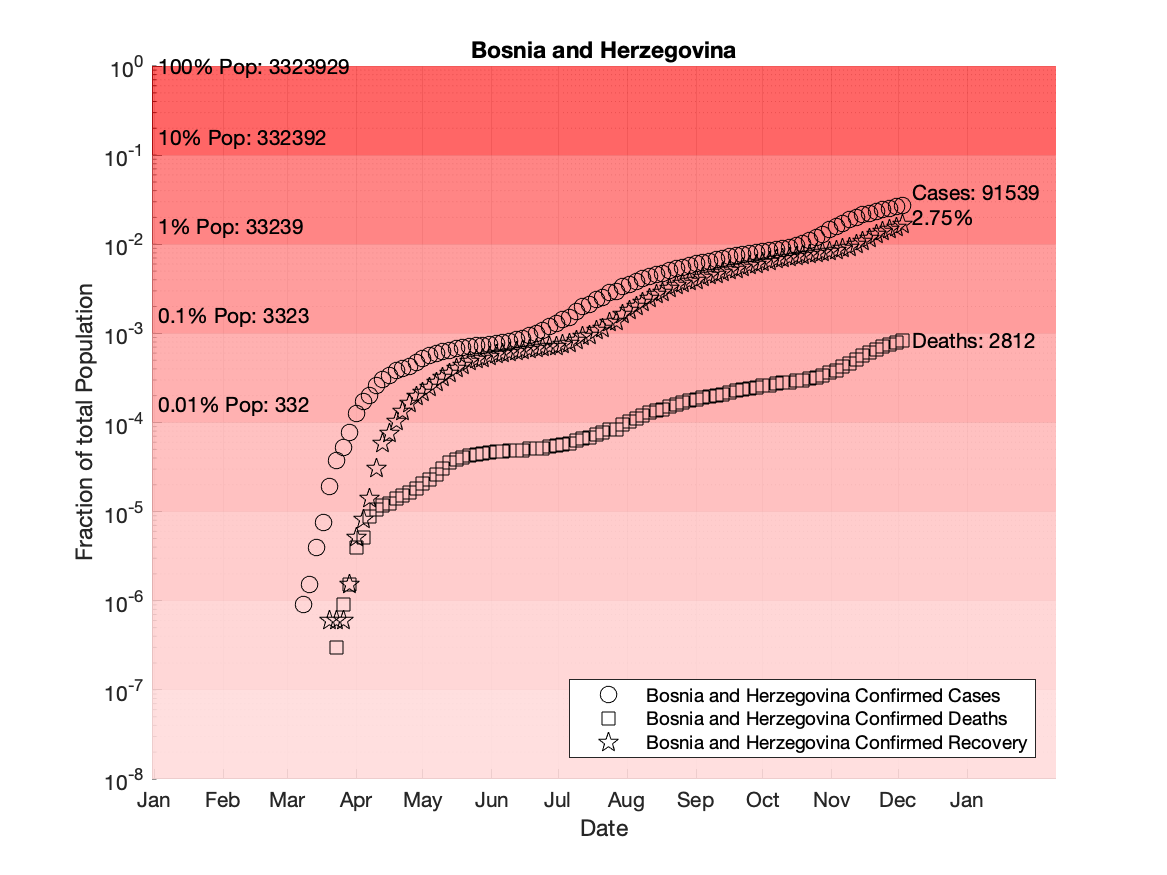 Bosnia and Herzegovina
10^0
100% Pop: 3323929
10% Pop: 332392
10^-1
Cases: 91539
2.75%
1% Pop: 33239
10^-2
0.1% Pop: 3323
10^-3
Deaths: 2812
0.01% Pop: 332
10^-4
10^-5
10^-6
10^-7
10^-8
Fraction of total Population
Bosnia and Herzegovina Confirmed Cases
Bosnia and Herzegovina Confirmed Deaths
Bosnia and Herzegovina Confirmed Recovery
Jan Feb Mar Apr May Jun Jul Aug Sep Oct Nov Dec Jan
Date